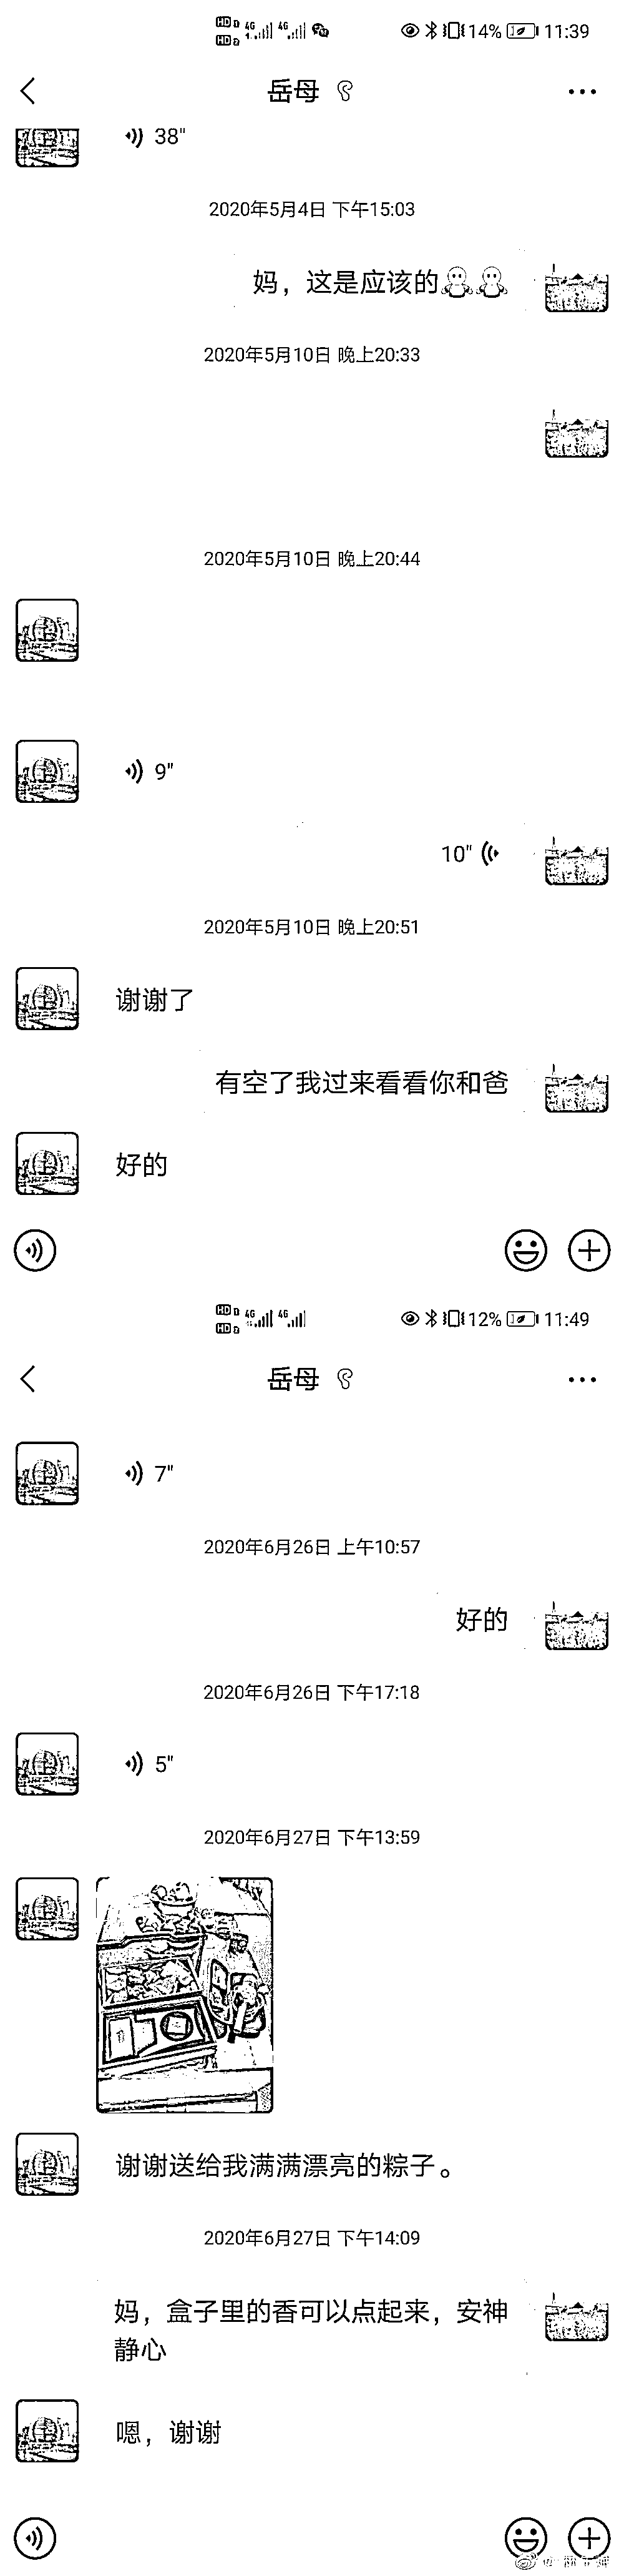 14% 11:39
岳母
38"
2020年5月4日 下午15:03
妈，这是应该的
2020年5月10日 晚上20:33
2020年5月10日 晚上20:44
9"
10"
2020年5月10日 晚上20:51
谢谢了
有空了我过来看看你和爸
好的
12% 11:49
岳母
7"
2020年6月26日 上午10:57
好的
2020年6月26日 下午17:18
5"
2020年6月27日 下午13:59
谢谢送给我满满漂亮的粽子。
2020年6月27日 下午14:09
妈，盒子里的香可以点起来，安神
静心
嗯，谢谢